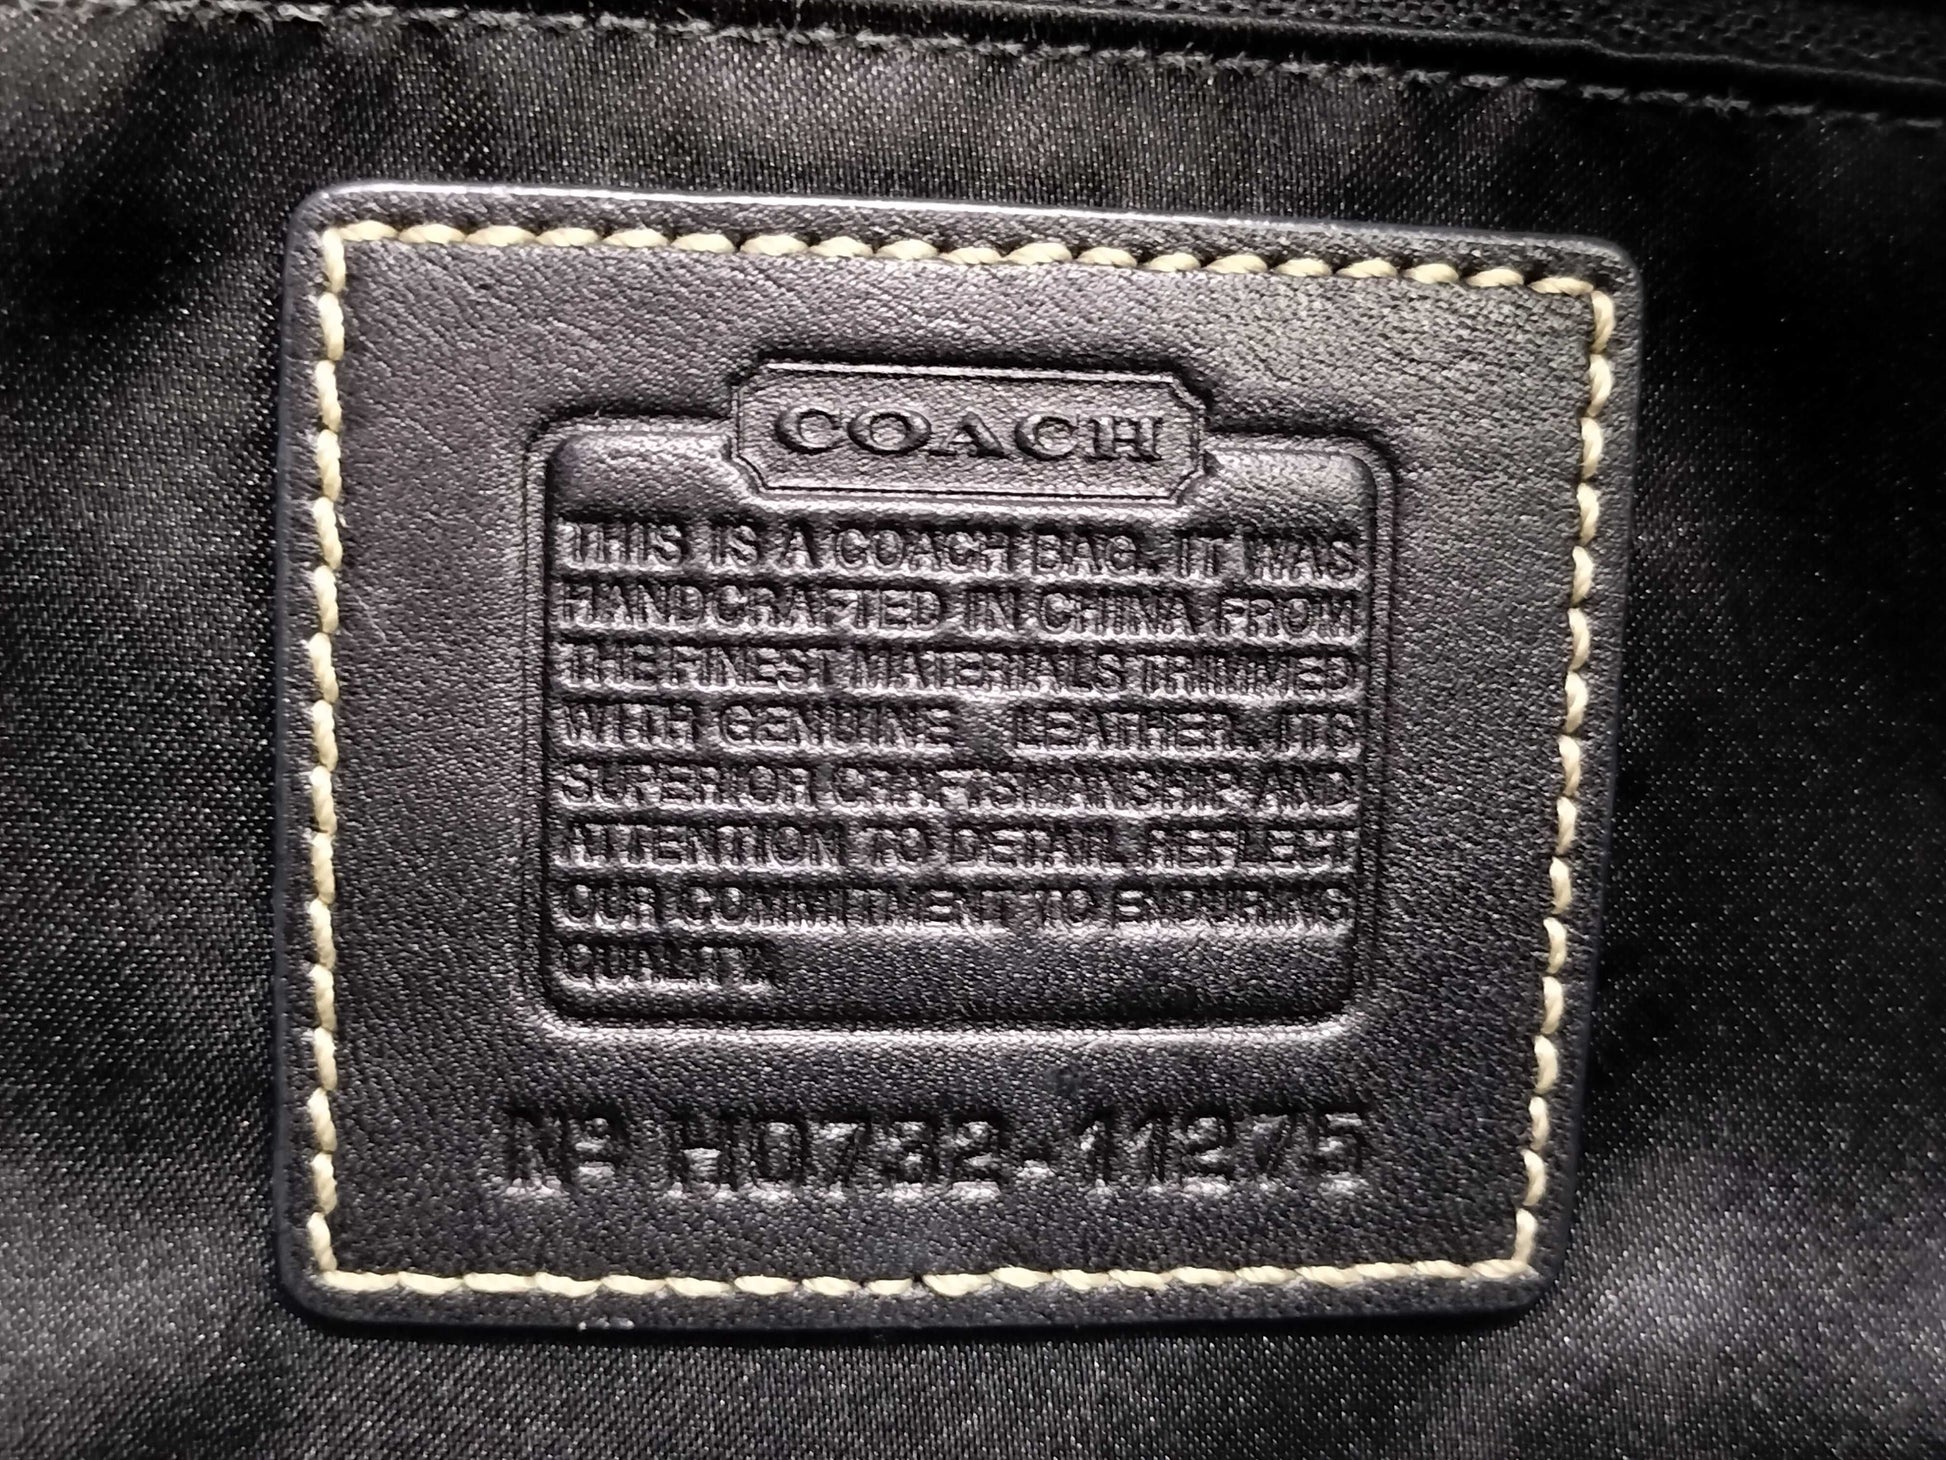 COACH
THIS IS A COACH BAG. IT WAS
HANDCRAFTED IN CHINA FROM
THE FINEST MATERIALS TRIMMED
WITH GENUINE LEATHER. ITS
SUPERIOR CRAFTSMANSHIP AND
ATTENTION TO DETAIL REFLECT
OUR COMMITMENT TO ENDURING
QUALITY.
Nº H0732-11275